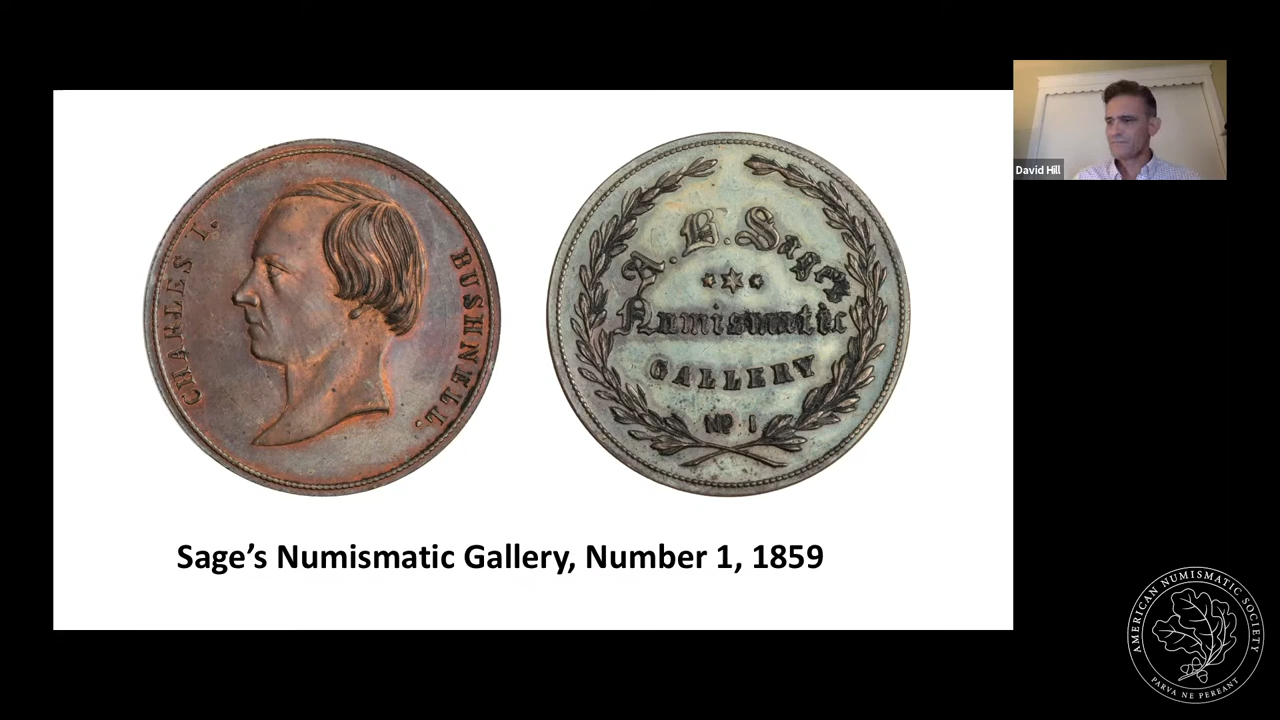 CHARLES I. BUSHNELL.
A. B. Sage's
Numismatic
GALLERY
No 1
Sage’s Numismatic Gallery, Number 1, 1859
David Hill
AMERICAN NUMISMATIC SOCIETY
PARVA NE PEREANT